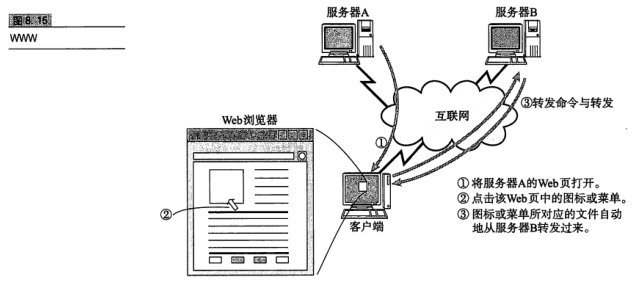 图8.15
WWW
服务器A
服务器B
互联网
③转发命令与转发
Web浏览器
①
②
客户端
① 将服务器A的Web页打开。
② 点击该Web页中的图标或菜单。
③ 图标或菜单所对应的文件自动
地从服务器B转发过来。